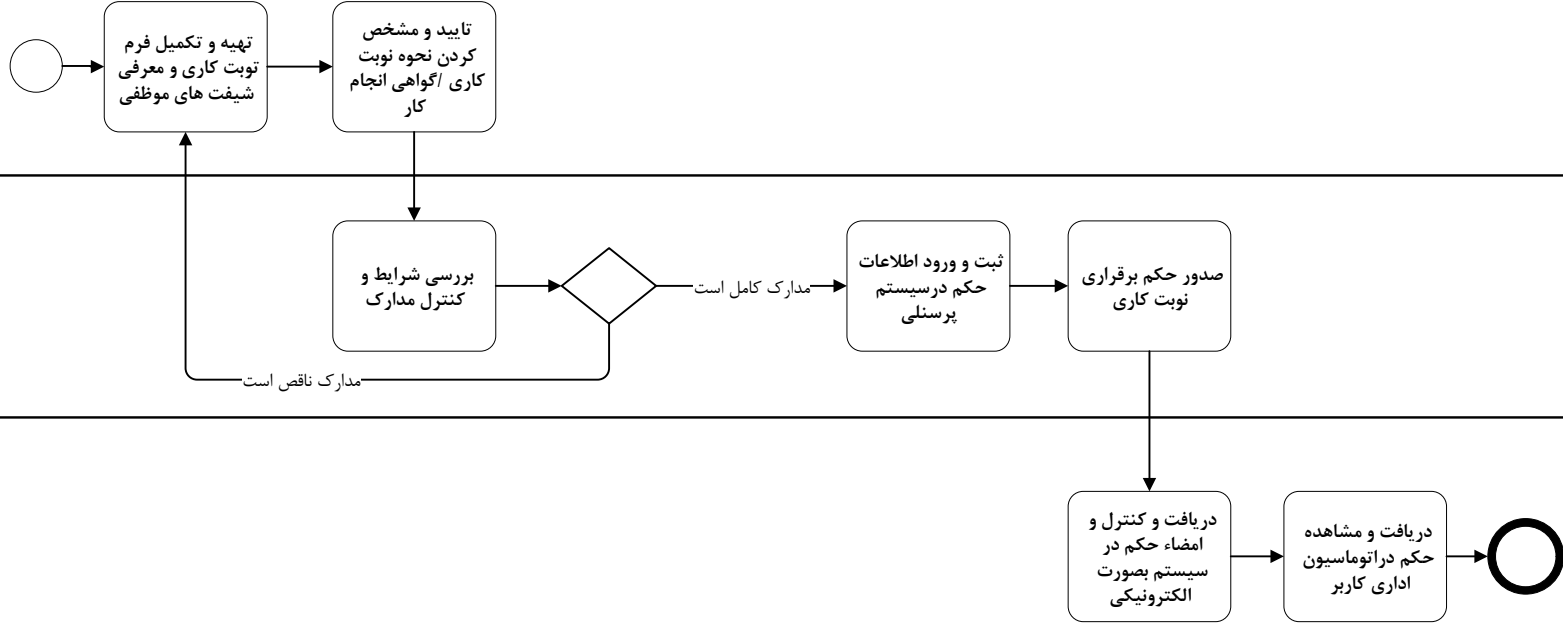 تهیه و تکمیل فرم
توبت کاری و معرفی
شیفت های موظفی
تایید و مشخص
کردن نحوه نوبت
کاری /گواهی انجام
کار
بررسی شرایط و
کنترل مدارک
مدارک کامل است
ثبت و ورود اطلاعات
حکم درسیستم
پرسنلی
صدور حکم برقراری
نوبت کاری
مدارک ناقص است
دریافت و کنترل و
امضاء حکم در
سیستم بصورت
الکترونیکی
دریافت و مشاهده
حکم دراتوماسیون
اداری کاربر